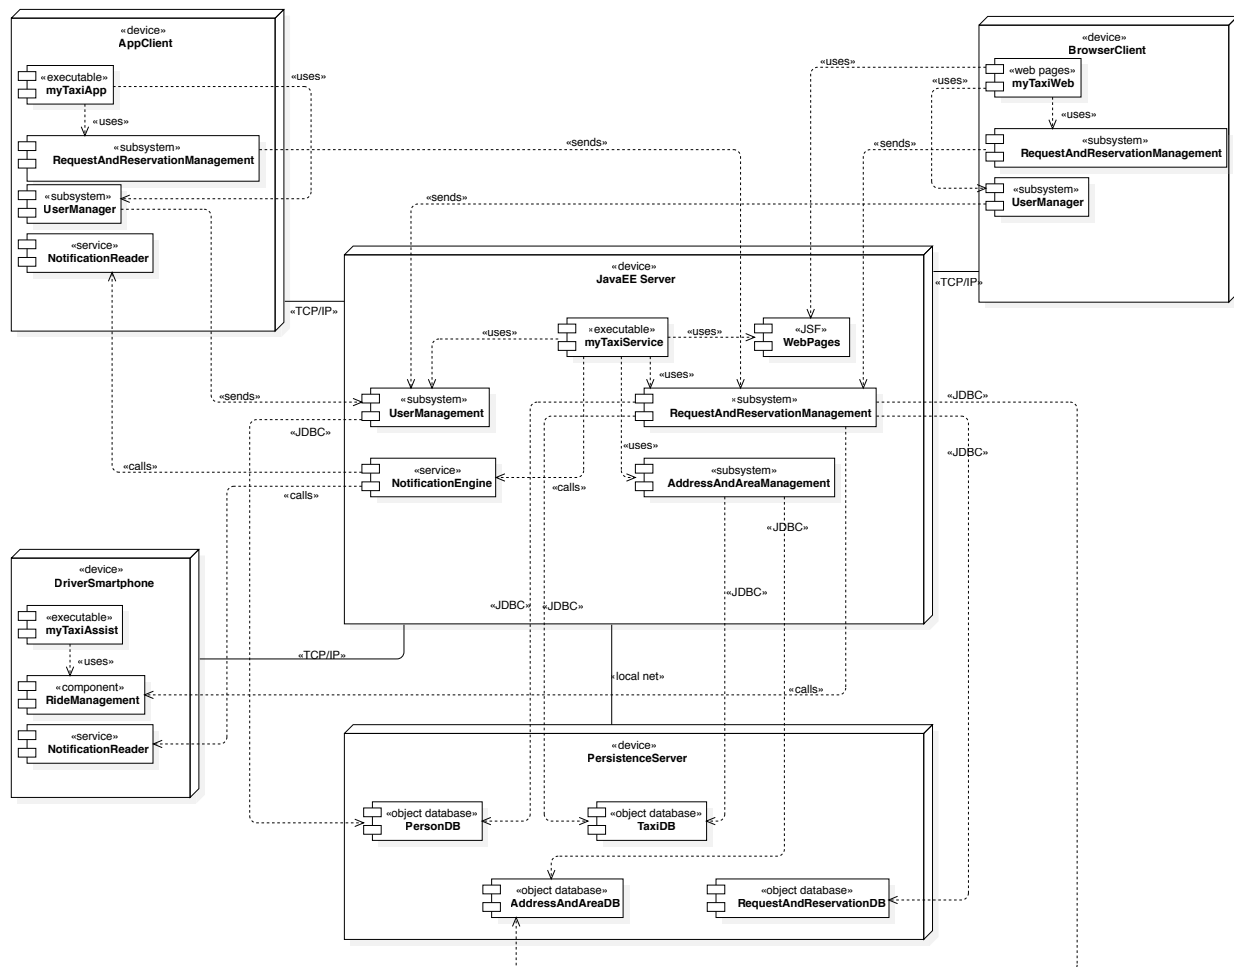 «device»
AppClient
«executable»
myTaxiApp
«uses»
«uses»
«subsystem»
RequestAndReservationManagement
«subsystem»
UserManager
«service»
NotificationReader
«device»
BrowserClient
«web pages»
myTaxiWeb
«uses»
«uses»
«uses»
«subsystem»
RequestAndReservationManagement
«subsystem»
UserManager
«sends»
«sends»
«sends»
«TCP/IP»
«TCP/IP»
«device»
JavaEE Server
«executable»
myTaxiService
«uses»
«uses»
«JSF»
WebPages
«uses»
«sends»
«subsystem»
UserManagement
«subsystem»
RequestAndReservationManagement
«JDBC»
«JDBC»
«JDBC»
«uses»
«calls»
«service»
NotificationEngine
«calls»
«subsystem»
AddressAndAreaManagement
«calls»
«JDBC»
«JDBC»
«JDBC»
«JDBC»
«device»
DriverSmartphone
«executable»
myTaxiAssist
«uses»
«component»
RideManagement
«service»
NotificationReader
«TCP/IP»
«local net»
«calls»
«device»
PersistenceServer
«object database»
PersonDB
«object database»
TaxiDB
«object database»
AddressAndAreaDB
«object database»
RequestAndReservationDB